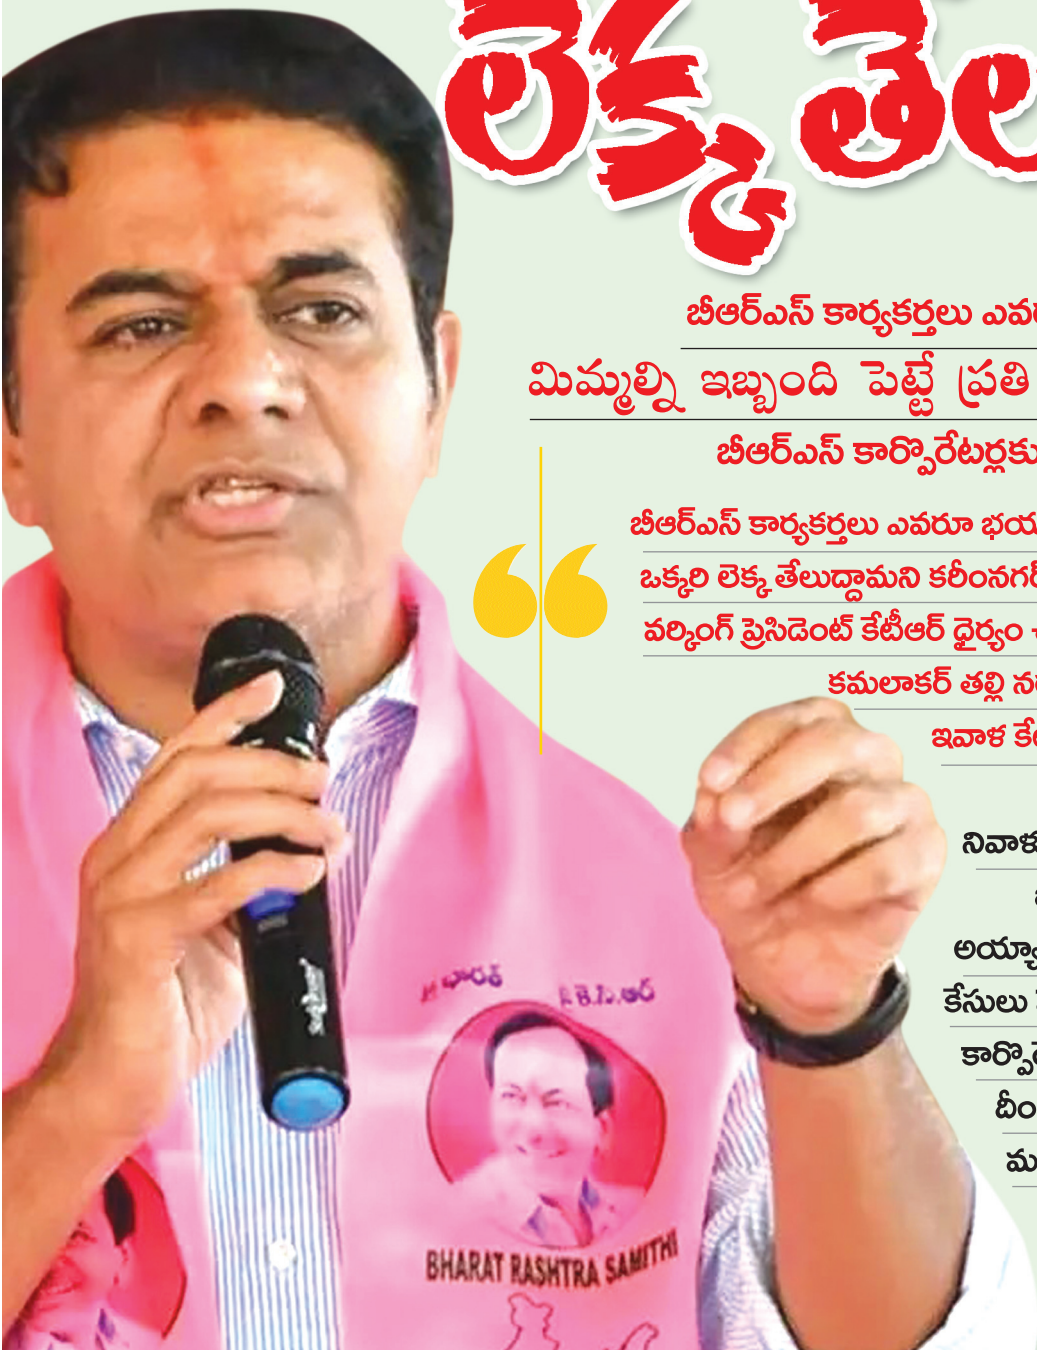 లెక్క తేల
బీఆర్ఎస్ కార్యకర్తలు ఎవ
మిమ్మల్ని ఇబ్బంది పెట్టే ప్రతి
బీఆర్ఎస్ కార్పొరేటర్లకు
బీఆర్ఎస్ కార్యకర్తలు ఎవరూ భయ
ఒక్కరి లెక్క తేలుద్దామని కరీంనగర్
వర్కింగ్ ప్రెసిడెంట్ కేటీఆర్ ధైర్యం
కమలాకర్ తల్లి
ఇవాళ
నివాళు
అయ్యా
కేసులు
కార్పొరే
దీం
మ
జై భారత్ జై కె.సి.ఆర్
BHARAT RASHTRA SAMITHI